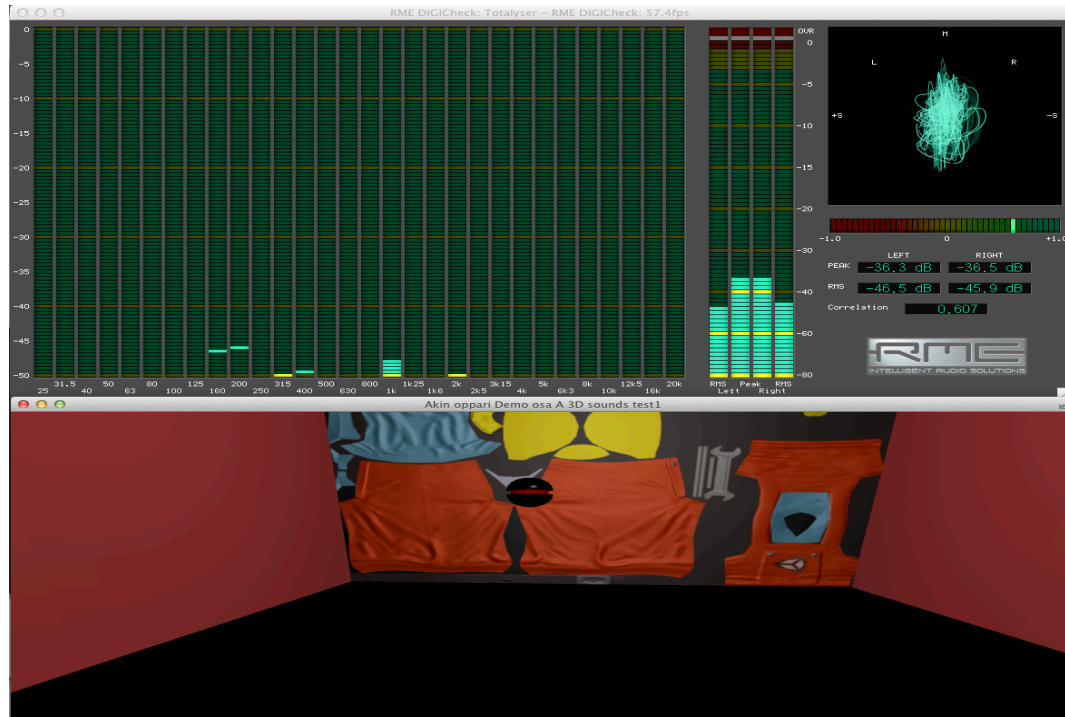 RME DIGICheck: Totalyser – RME DIGICheck: 57.4fps
0
-5
-10
-15
-20
-25
-30
-35
-40
-45
-50
31.5 50 80 125 200 315 500 800 1k25 2k 3k15 5k 8k 12k5 20k
25 40 63 100 160 250 400 630 1k 1k6 2k5 4k 6k3 10k 16k
OVR
0
-5
-10
-15
-20
-30
-40
-60
-80
RMS Peak RMS
Left Right
M
L R
+S -S
-1.0 0 +1.0
LEFT RIGHT
PEAK -36.3 dB -36.5 dB
RMS -46.5 dB -45.9 dB
Correlation 0.607
RME
INTELLIGENT AUDIO SOLUTIONS
Akin oppari Demo osa A 3D sounds test1